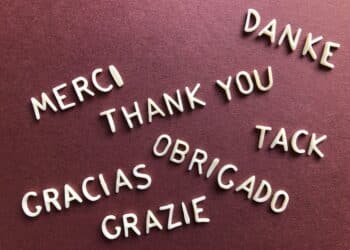 DANKE
MERCI
THANK YOU
TACK
OBRIGADO
GRACIAS
GRAZIE